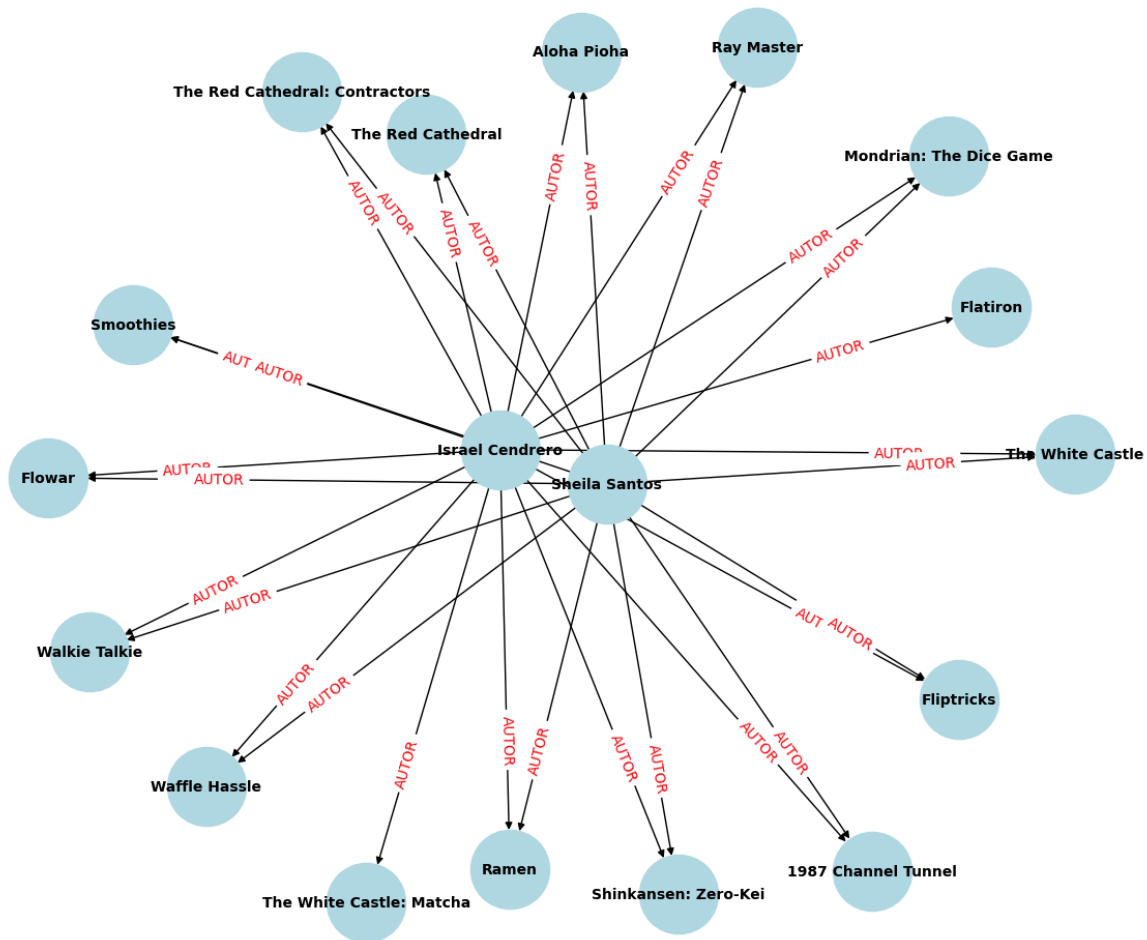 Ray Master
Aloha Pioha
The Red Cathedral: Contractors
The Red Cathedral
Mondrian: The Dice Game
AUTOR
AUTOR
AUTOR
AUTOR
AUTOR
AUTOR
AUTOR
AUTOR
AUTOR
AUTOR
Flatiron
Smoothies
AUTOR
AUT
AUTOR
Israel Cendrero
The White Castle
AUTOR
AUTOR
Flowar
AUTOR
AUTOR
Sheila Santos
AUTOR
AUTOR
AUT
AUTOR
Walkie Talkie
AUTOR
AUTOR
Fliptricks
AUTOR
AUTOR
AUTOR
AUTOR
AUTOR
AUTOR
AUTOR
Waffle Hassle
Ramen
1987 Channel Tunnel
Shinkansen: Zero-Kei
The White Castle: Matcha